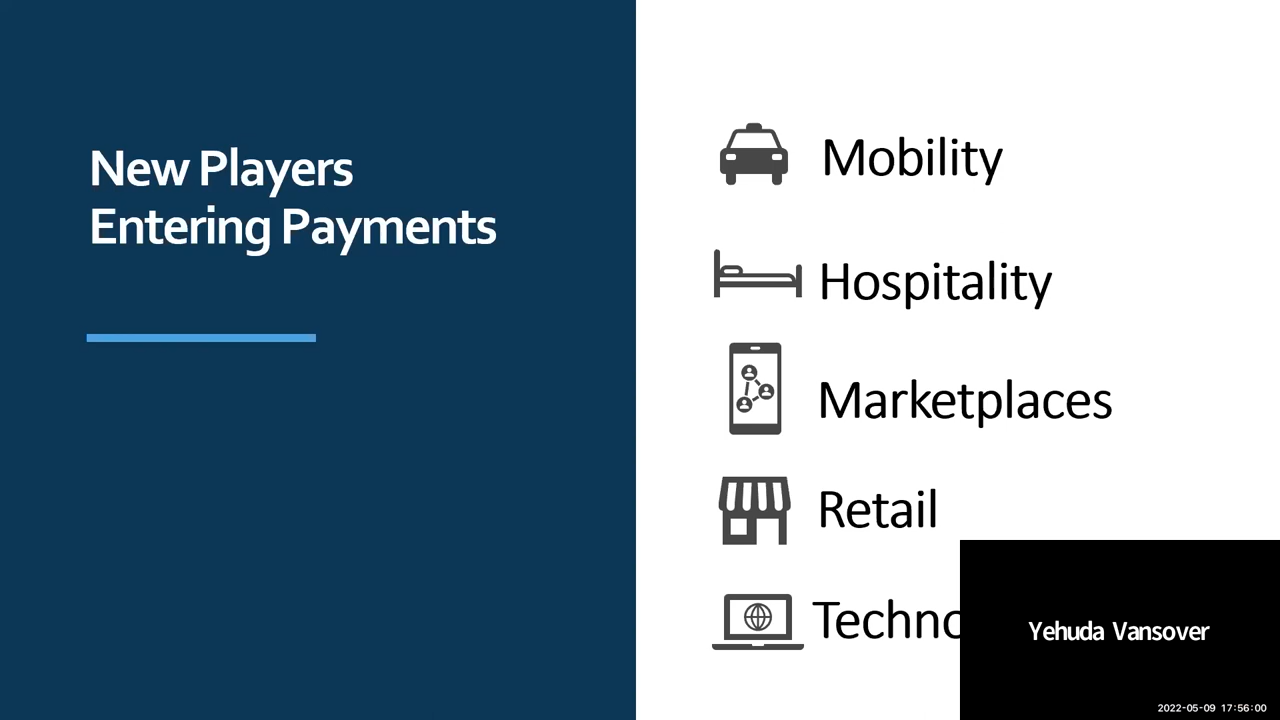 New Players
Entering Payments
Mobility
Hospitality
Marketplaces
Retail
Techno
Yehuda Vansover
2022-05-09 17:56:00